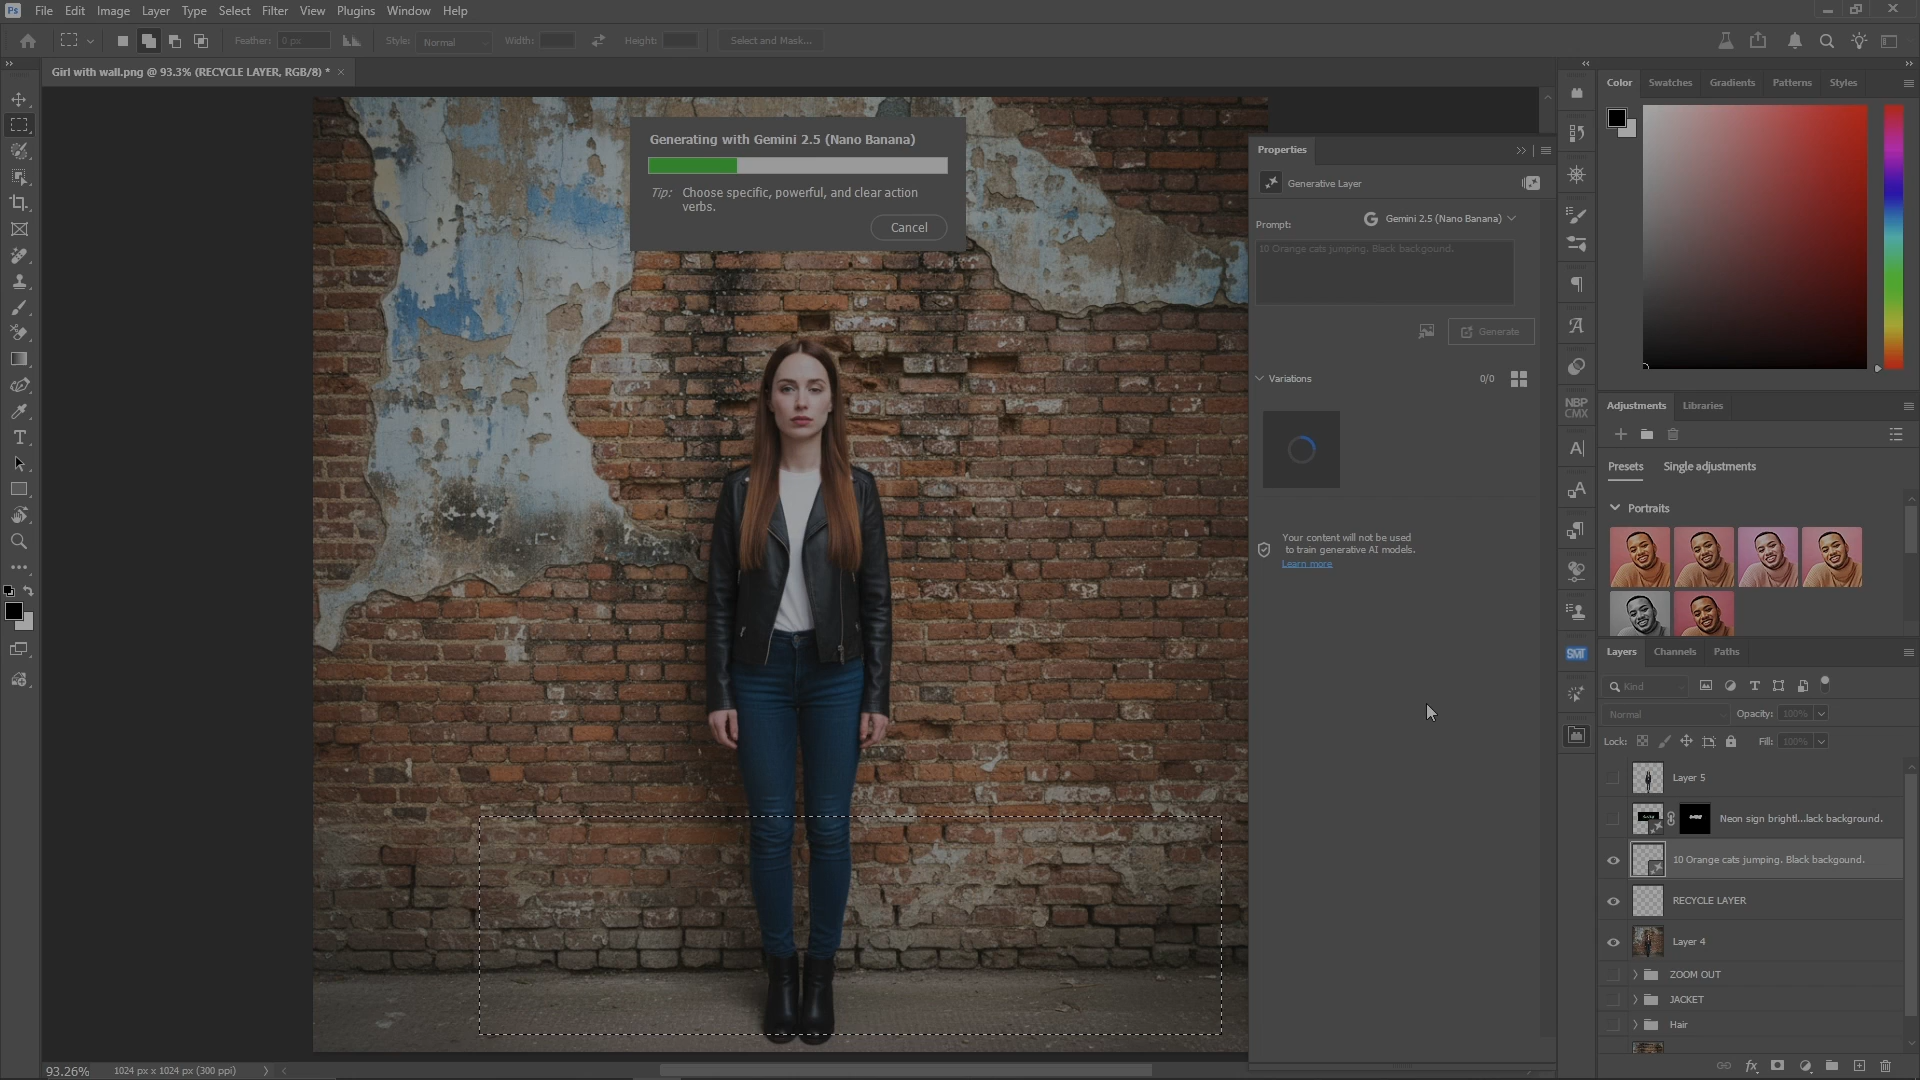 Ps File Edit Image Layer Type Select Filter View Plugins Window Help
Feather: 0 px Style: Normal Width: Height: Select and Mask...
Girl with wall.png @ 93.3% (RECYCLE LAYER, RGB/8) *
Generating with Gemini 2.5 (Nano Banana)
Tip: Choose specific, powerful, and clear action
verbs.
Cancel
Properties
Generative Layer
Prompt: Gemini 2.5 (Nano Banana)
10 Orange cats jumping. Black backgound.
Generate
Variations 0/0
Your content will not be used
to train generative AI models.
Learn more
NBP
CMX
SMT
Color Swatches Gradients Patterns Styles
Adjustments Libraries
Presets Single adjustments
Portraits
Layers Channels Paths
Kind
Normal Opacity: 100%
Lock: Fill: 100%
Layer 5
Neon sign brightl...lack background.
10 Orange cats jumping. Black backgound.
RECYCLE LAYER
Layer 4
ZOOM OUT
JACKET
Hair
93.26% 1024 px x 1024 px (300 ppi)